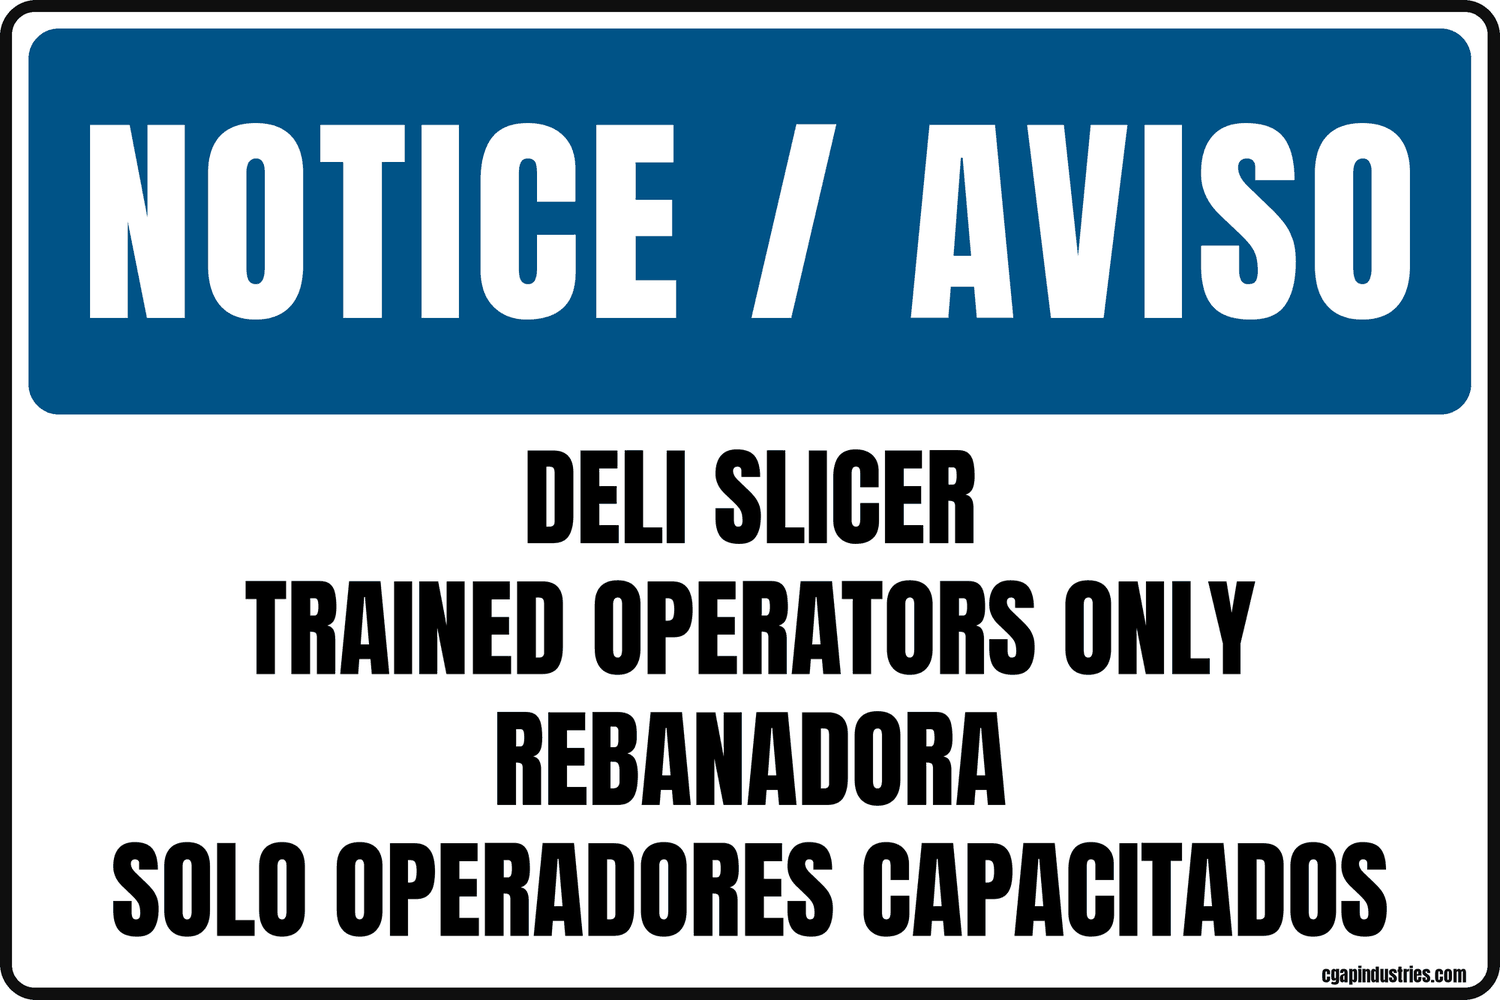 NOTICE / AVISO
DELI SLICER
TRAINED OPERATORS ONLY
REBANADORA
SOLO OPERADORES CAPACITADOS
cgapindustries.com